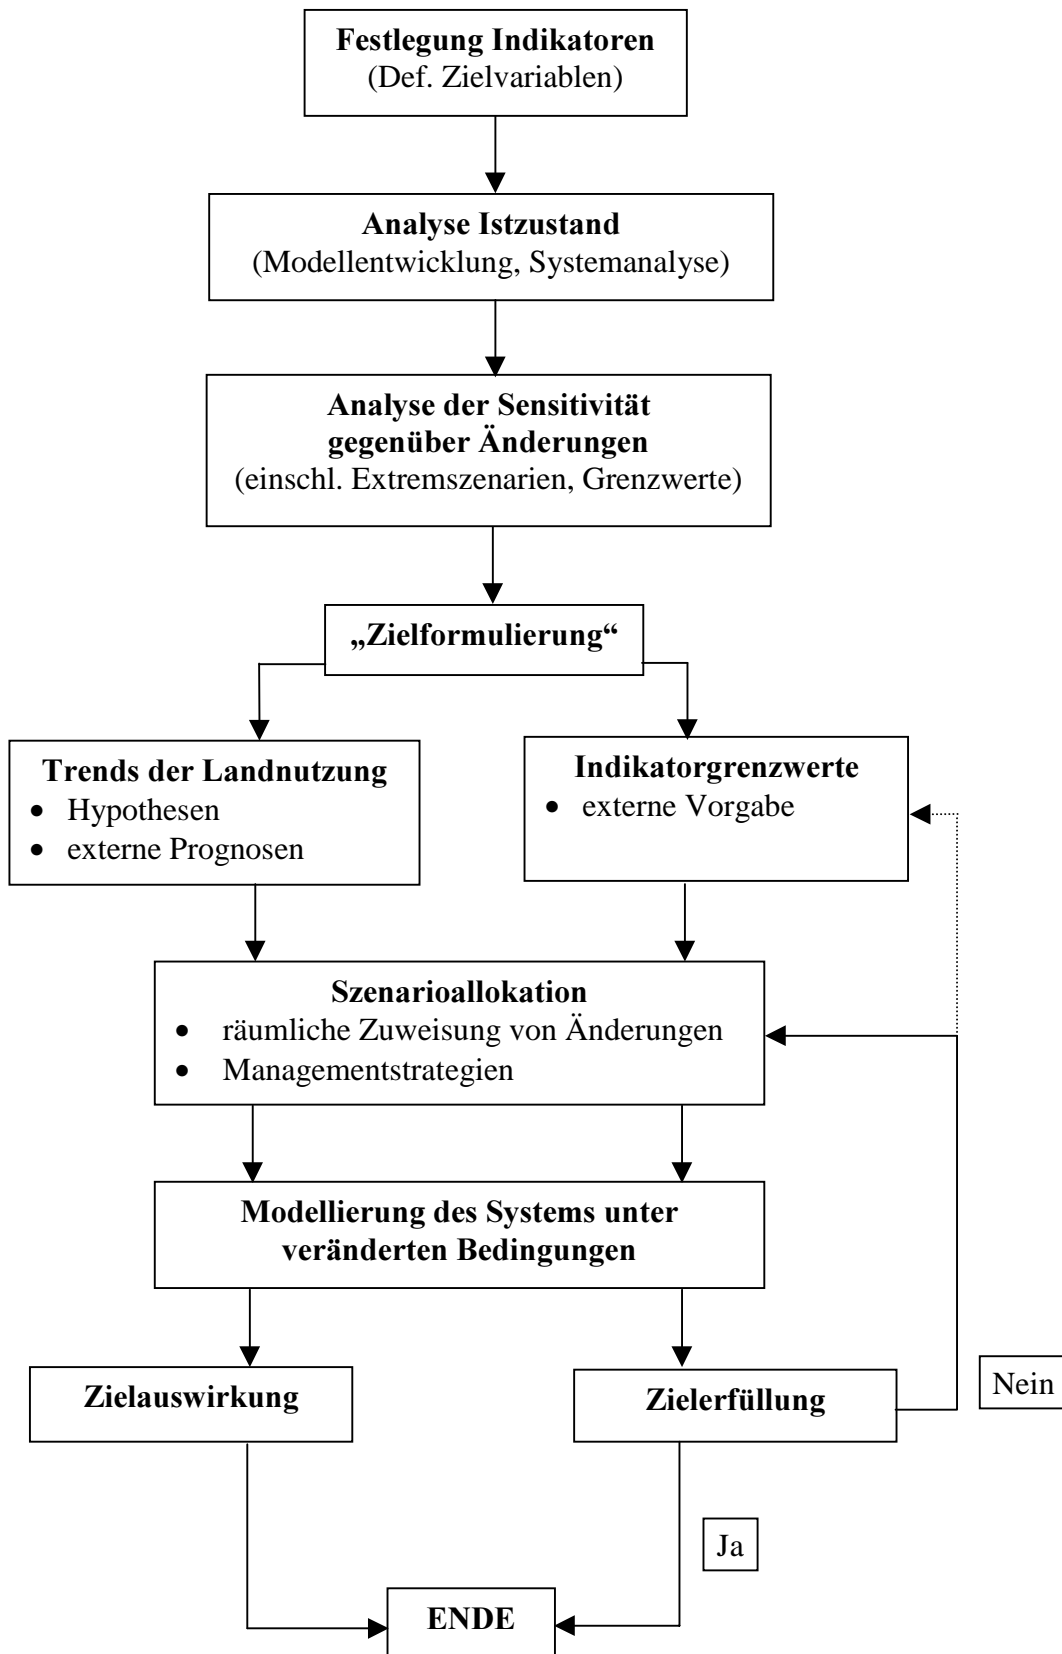 Festlegung Indikatoren
(Def. Zielvariablen)
Analyse Istzustand
(Modellentwicklung, Systemanalyse)
Analyse der Sensitivität
gegenüber Änderungen
(einschl. Extremszenarien, Grenzwerte)
„Zielformulierung“
Trends der Landnutzung
• Hypothesen
• externe Prognosen
Indikatorgrenzwerte
• externe Vorgabe
Szenarioallokation
• räumliche Zuweisung von Änderungen
• Managementstrategien
Modellierung des Systems unter
veränderten Bedingungen
Zielauswirkung
Zielerfüllung
Nein
Ja
ENDE